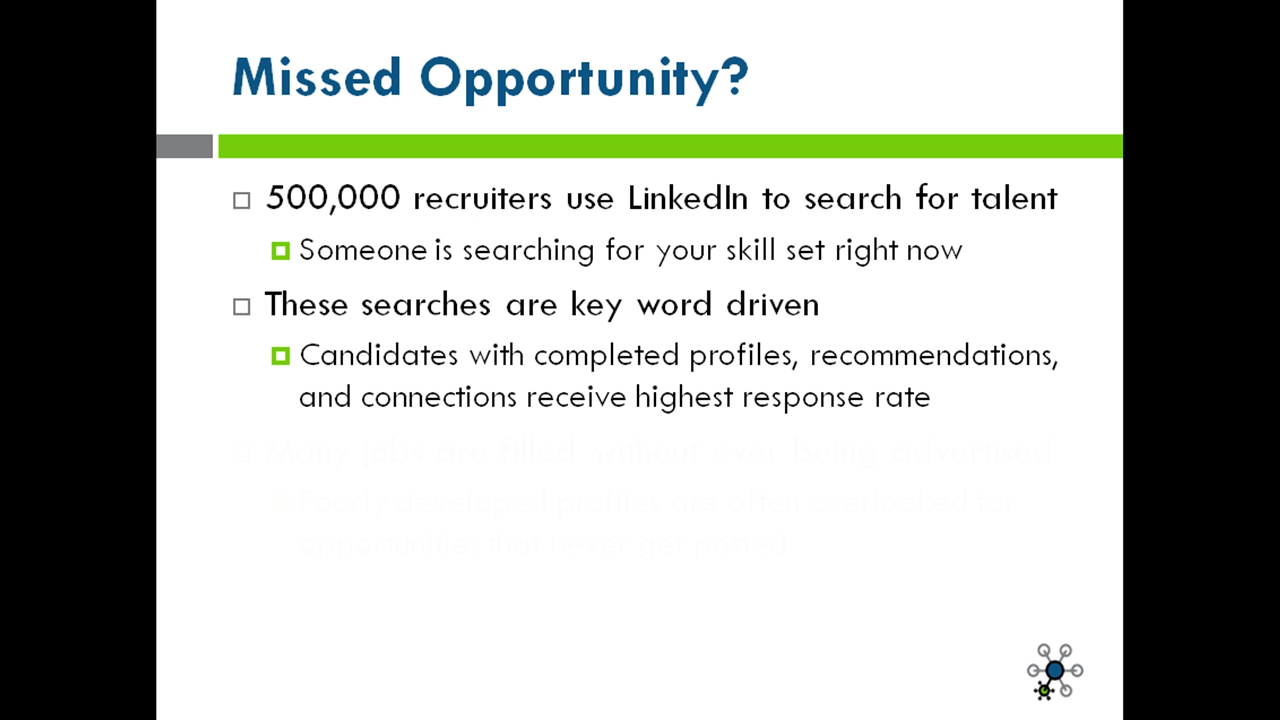 Missed Opportunity?
500,000 recruiters use LinkedIn to search for talent
Someone is searching for your skill set right now
These searches are key word driven
Candidates with completed profiles, recommendations,
and connections receive highest response rate
Many jobs are filled without ever being advertised
Poorly developed profiles are often overlooked for
opportunities that never get posted